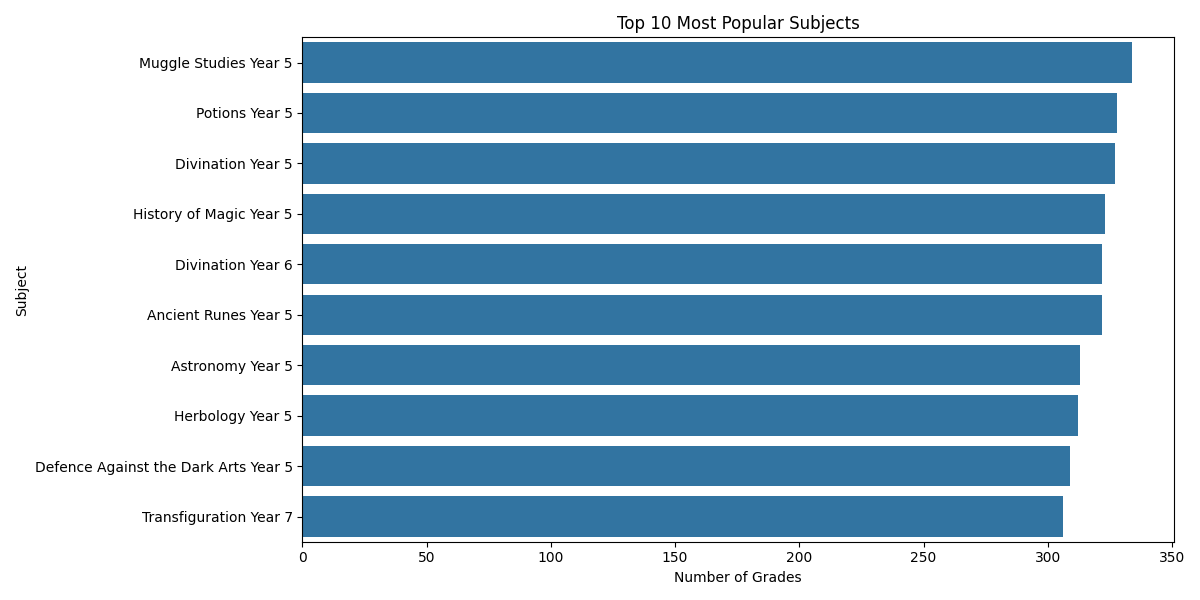 Top 10 Most Popular Subjects
Subject
Muggle Studies Year 5
Potions Year 5
Divination Year 5
History of Magic Year 5
Divination Year 6
Ancient Runes Year 5
Astronomy Year 5
Herbology Year 5
Defence Against the Dark Arts Year 5
Transfiguration Year 7
0 50 100 150 200 250 300 350
Number of Grades